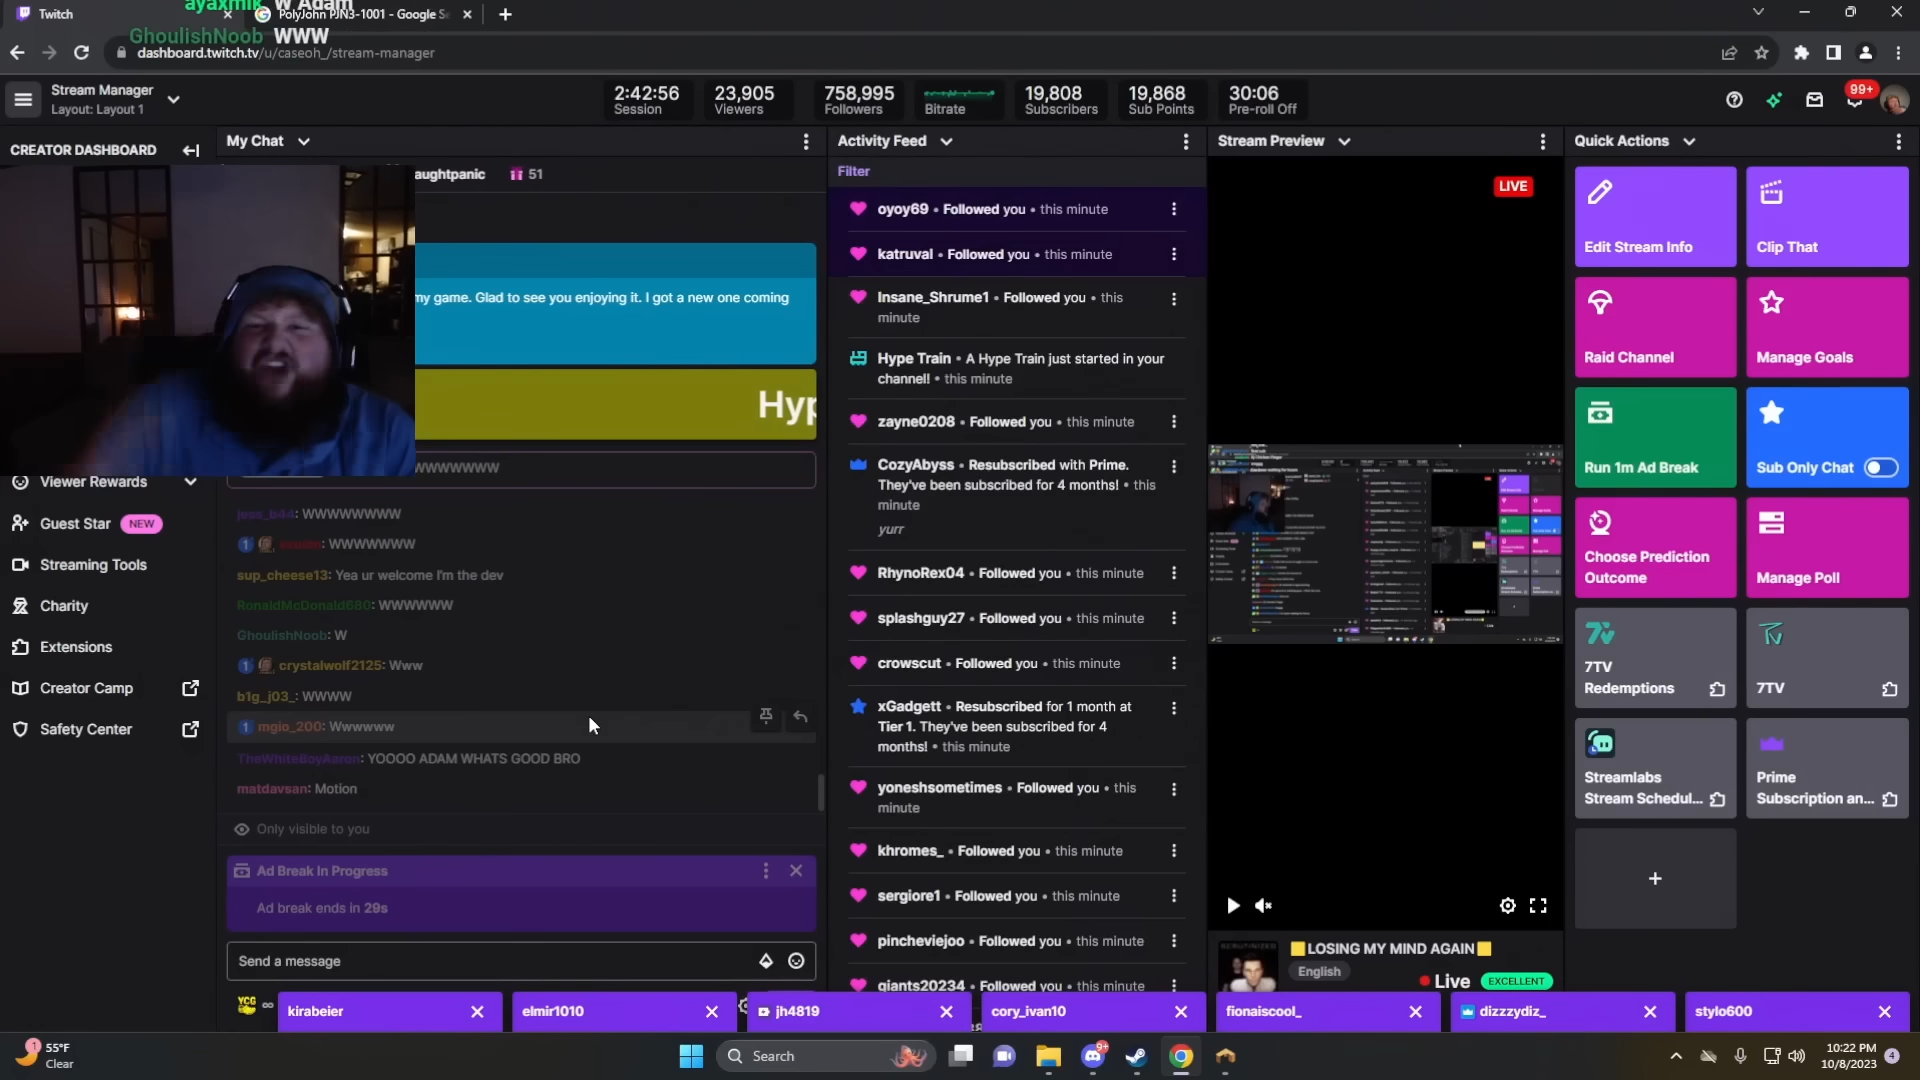 ayaxmik W Adam
GhoulishNoob WWW
Twitch
PolyJohn PJN3-1001 - Google Se
dashboard.twitch.tv/u/caseoh_/stream-manager
Stream Manager
Layout: Layout 1
2:42:56
Session
23,905
Viewers
758,995
Followers
Bitrate
19,808
Subscribers
19,868
Sub Points
30:06
Pre-roll Off
99+
CREATOR DASHBOARD
Viewer Rewards
Guest Star NEW
Streaming Tools
Charity
Extensions
Creator Camp
Safety Center
My Chat
aughtpanic 51
my game. Glad to see you enjoying it. I got a new one coming
Hyp
WWWWWWW
jess_b44: WWWWWWWW
WWWWWWW
sup_cheese13: Yea ur welcome I'm the dev
RonaldMcDonald680: WWWWWW
GhoulishNoob: W
1 crystalwolf2125: Www
b1g_j03_: WWWW
1 mgio_200: Wwwwww
TheWhiteBoyAaron: YOOOO ADAM WHATS GOOD BRO
matdavsan: Motion
Only visible to you
Ad Break In Progress
Ad break ends in 29s
Send a message
YCG ∞
Activity Feed
Filter
oyoy69 • Followed you • this minute
katruval • Followed you • this minute
Insane_Shrume1 • Followed you • this
minute
Hype Train • A Hype Train just started in your
channel! • this minute
zayne0208 • Followed you • this minute
CozyAbyss • Resubscribed with Prime.
They've been subscribed for 4 months! • this
minute
yurr
RhynoRex04 • Followed you • this minute
splashguy27 • Followed you • this minute
crowscut • Followed you • this minute
xGadgett • Resubscribed for 1 month at
Tier 1. They've been subscribed for 4
months! • this minute
yoneshsometimes • Followed you • this
minute
khromes_ • Followed you • this minute
sergiore1 • Followed you • this minute
pincheviejoo • Followed you • this minute
giants20234 • Followed you • this minute
Stream Preview
LIVE
LOSING MY MIND AGAIN
English
Live EXCELLENT
Quick Actions
Edit Stream Info
Clip That
Raid Channel
Manage Goals
Run 1m Ad Break
Sub Only Chat
Choose Prediction
Outcome
Manage Poll
7TV
Redemptions
7TV
Streamlabs
Stream Schedul...
Prime
Subscription an...
+
kirabeier
elmir1010
jh4819
cory_ivan10
fionaiscool_
dizzzydiz_
stylo600
1
55°F
Clear
Search
9+
10:22 PM
10/8/2023
4